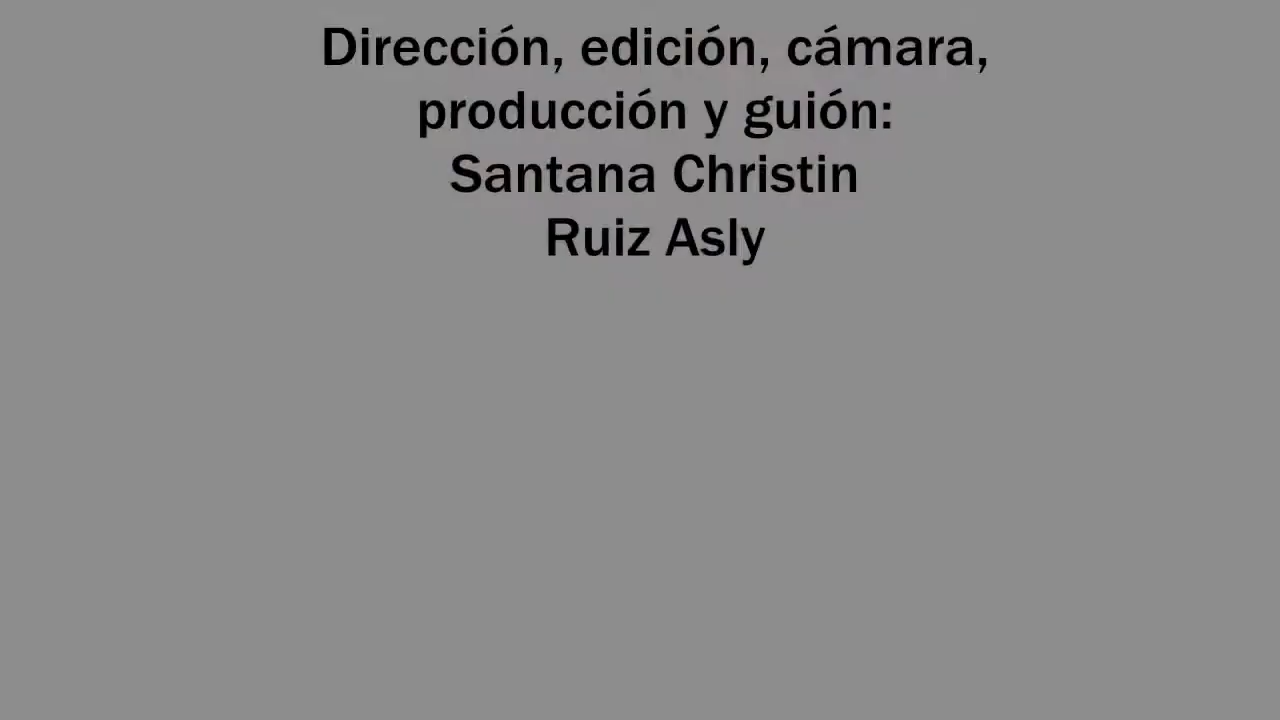 Dirección, edición, cámara,
producción y guión:
Santana Christin
Ruiz Asly